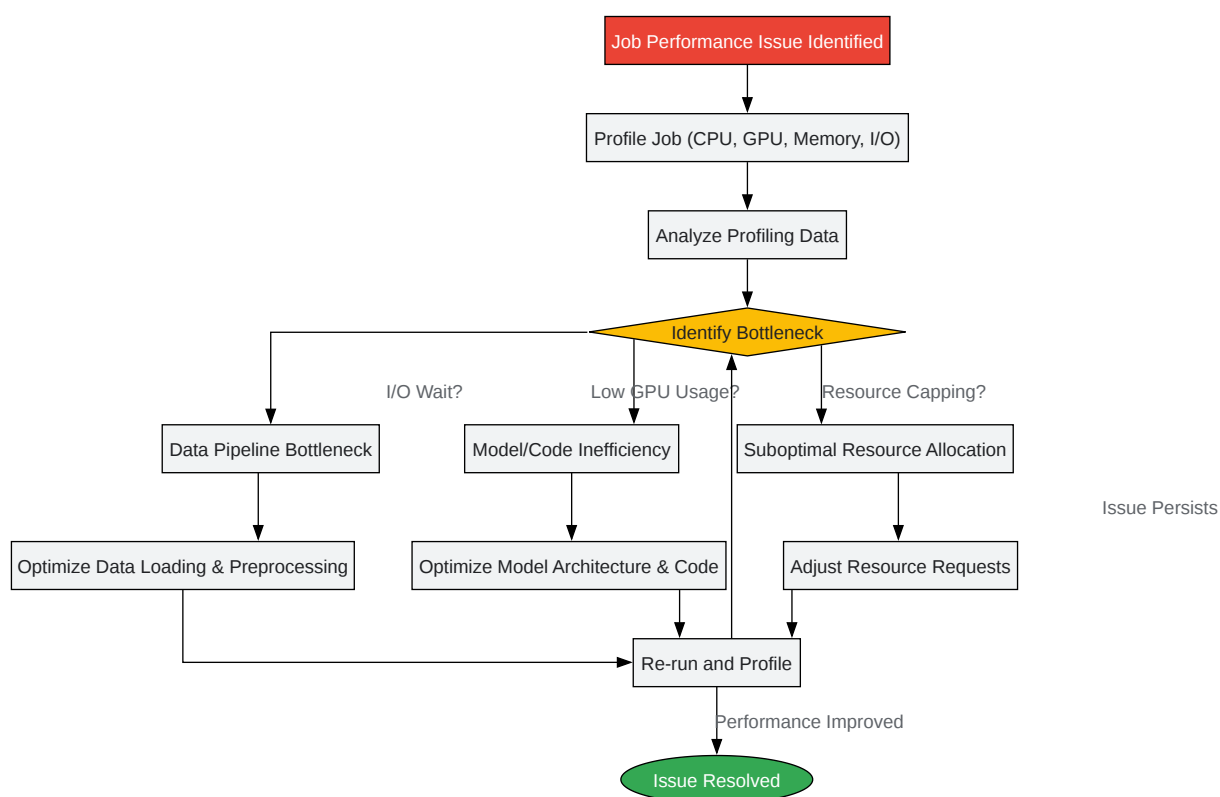 Job Performance Issue Identified
Profile Job (CPU, GPU, Memory, I/O)
Analyze Profiling Data
Identify Bottleneck
I/O Wait?
Low GPU Usage?
Resource Capping?
Data Pipeline Bottleneck
Model/Code Inefficiency
Suboptimal Resource Allocation
Issue Persists
Optimize Data Loading & Preprocessing
Optimize Model Architecture & Code
Adjust Resource Requests
Re-run and Profile
Performance Improved
Issue Resolved